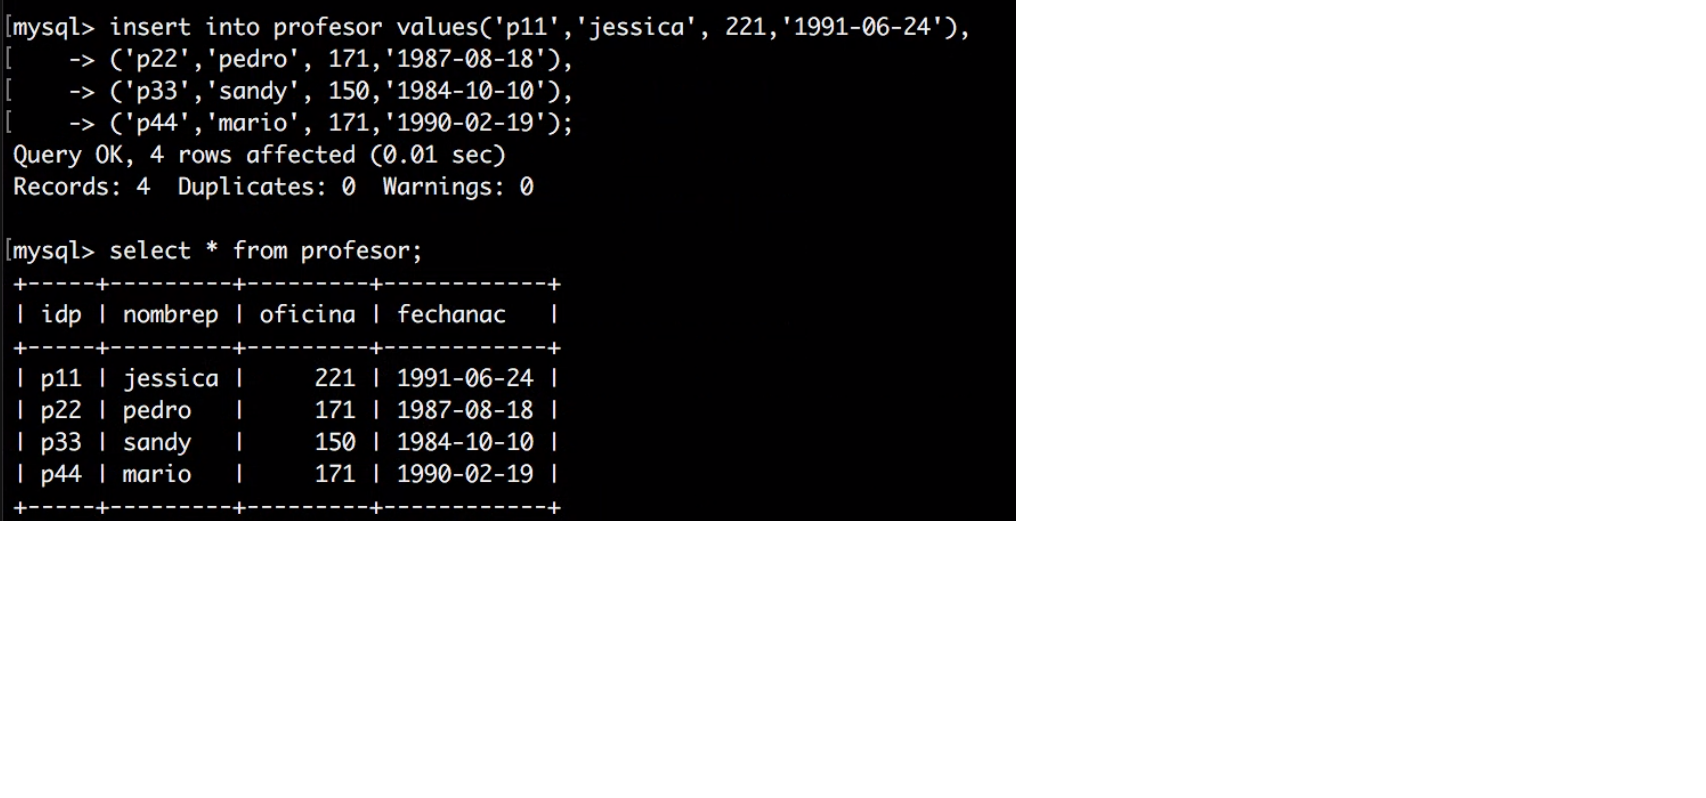 [mysql> insert into profesor values('p11','jessica', 221,'1991-06-24'),
[    -> ('p22','pedro', 171,'1987-08-18'),
[    -> ('p33','sandy', 150,'1984-10-10'),
[    -> ('p44','mario', 171,'1990-02-19');
Query OK, 4 rows affected (0.01 sec)
Records: 4  Duplicates: 0  Warnings: 0
[mysql> select * from profesor;
+-----+---------+---------+------------+
| idp | nombrep | oficina | fechanac   |
+-----+---------+---------+------------+
| p11 | jessica |     221 | 1991-06-24 |
| p22 | pedro   |     171 | 1987-08-18 |
| p33 | sandy   |     150 | 1984-10-10 |
| p44 | mario   |     171 | 1990-02-19 |
+-----+---------+---------+------------+